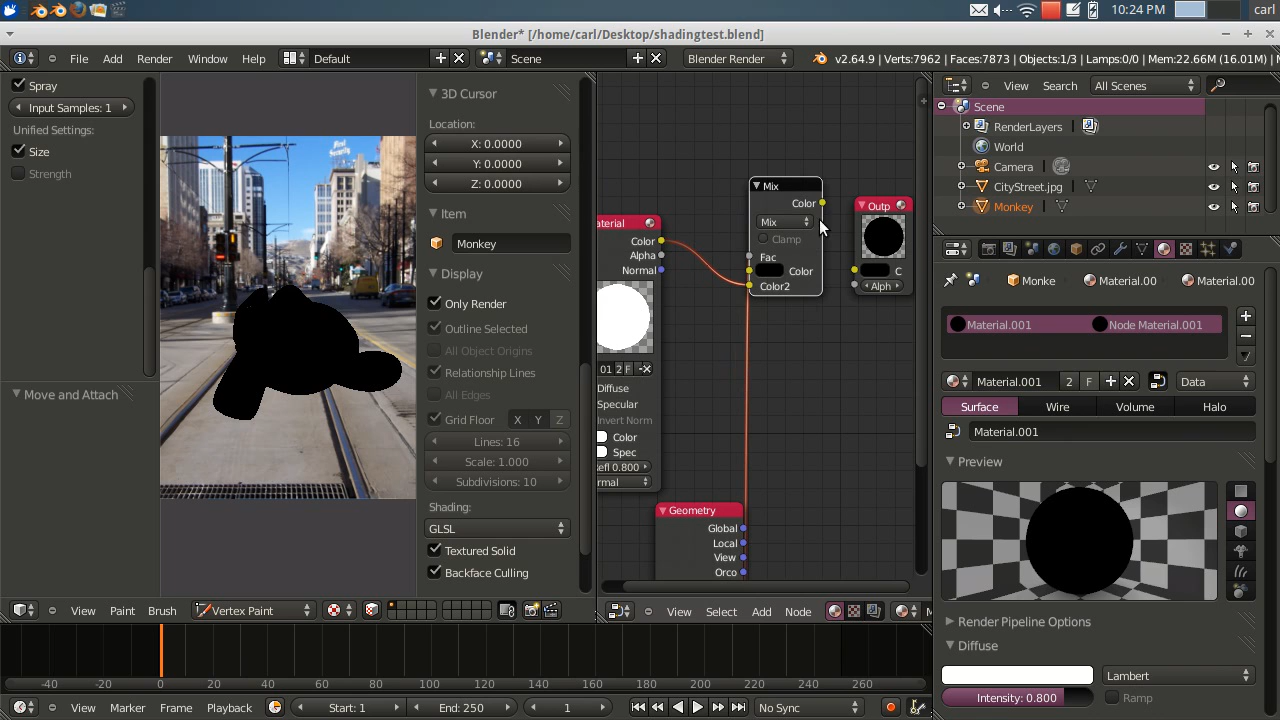 10:24 PM carl
Blender* [/home/carl/Desktop/shadingtest.blend]
File Add Render Window Help Default Scene Blender Render v2.64.9 | Verts:7962 | Faces:7873 | Objects:1/3 | Lamps:0/0 | Mem:22.66M (16.01M) |
Spray
Input Samples: 1
Unified Settings:
Size
Strength
Move and Attach
3D Cursor
Location:
X: 0.0000
Y: 0.0000
Z: 0.0000
Item
Monkey
Display
Only Render
Outline Selected
All Object Origins
Relationship Lines
All Edges
Grid Floor X Y Z
Lines: 16
Scale: 1.000
Subdivisions: 10
Shading:
GLSL
Textured Solid
Backface Culling
View Paint Brush Vertex Paint
aterial
Color
Alpha
Normal
01 2 F
Diffuse
Specular
Invert Norm
Color
Spec
efl 0.800
rmal
Mix
Color
Mix
Clamp
Fac
Color
Color2
Outp
C
Alph
Geometry
Global
Local
View
Orco
View Select Add Node M
View Search All Scenes
Scene
RenderLayers
World
Camera
CityStreet.jpg
Monkey
Monke Material.00 Material.00
Material.001 Node Material.001
Material.001 2 F Data
Surface Wire Volume Halo
Material.001
Preview
Render Pipeline Options
Diffuse
Lambert
Intensity: 0.800 Ramp
-40 -20 0 20 40 60 80 100 120 140 160 180 200 220 240 260
View Marker Frame Playback Start: 1 End: 250 1 No Sync